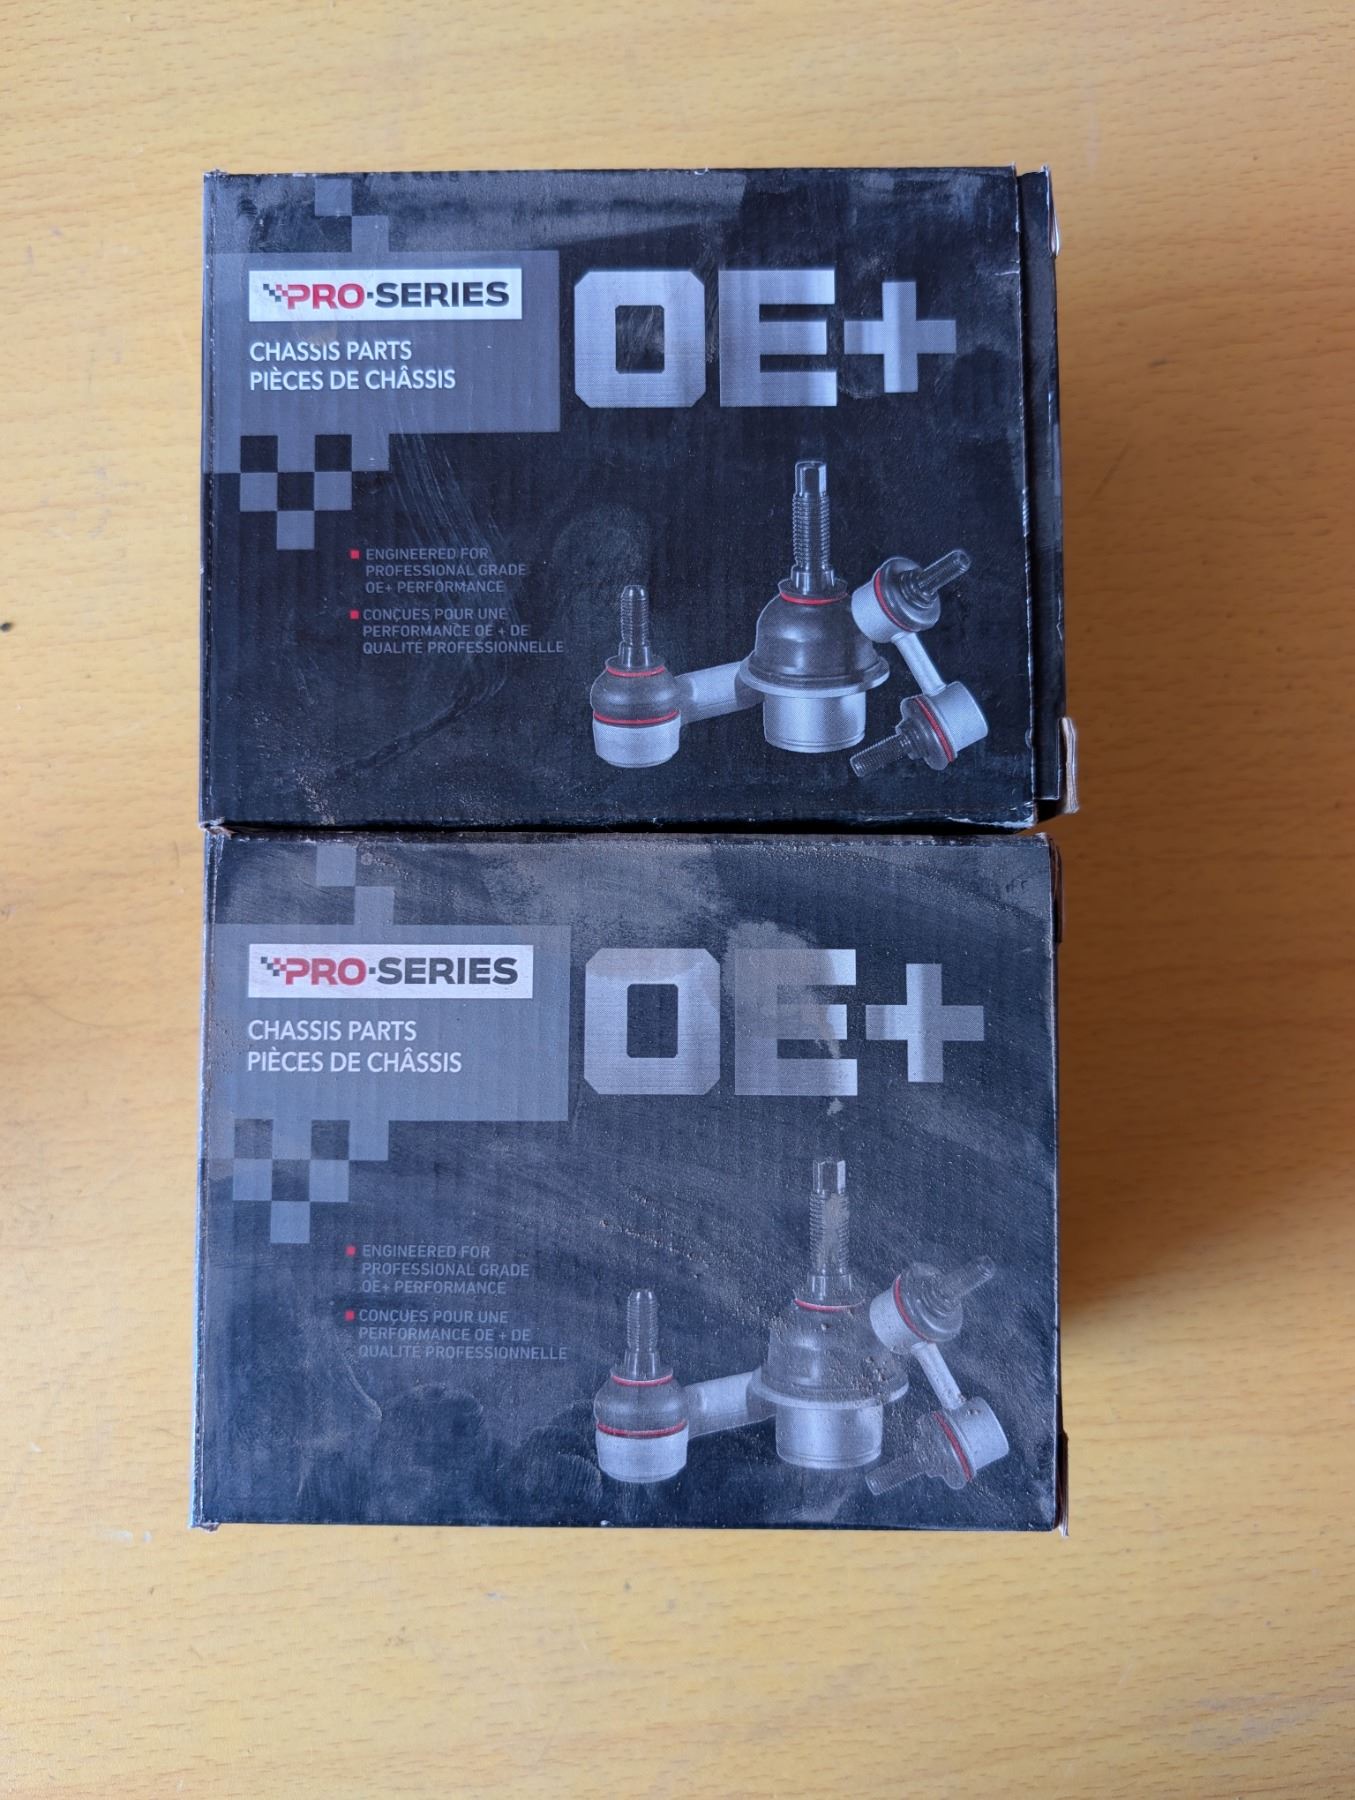 PRO·SERIES
CHASSIS PARTS
PIÈCES DE CHÂSSIS
OE+
ENGINEERED FOR
PROFESSIONAL GRADE
OE+ PERFORMANCE
CONÇUES POUR UNE
PERFORMANCE OE + DE
QUALITÉ PROFESSIONNELLE
PRO·SERIES
CHASSIS PARTS
PIÈCES DE CHÂSSIS
OE+
ENGINEERED FOR
PROFESSIONAL GRADE
OE+ PERFORMANCE
CONÇUES POUR UNE
PERFORMANCE OE + DE
QUALITÉ PROFESSIONNELLE